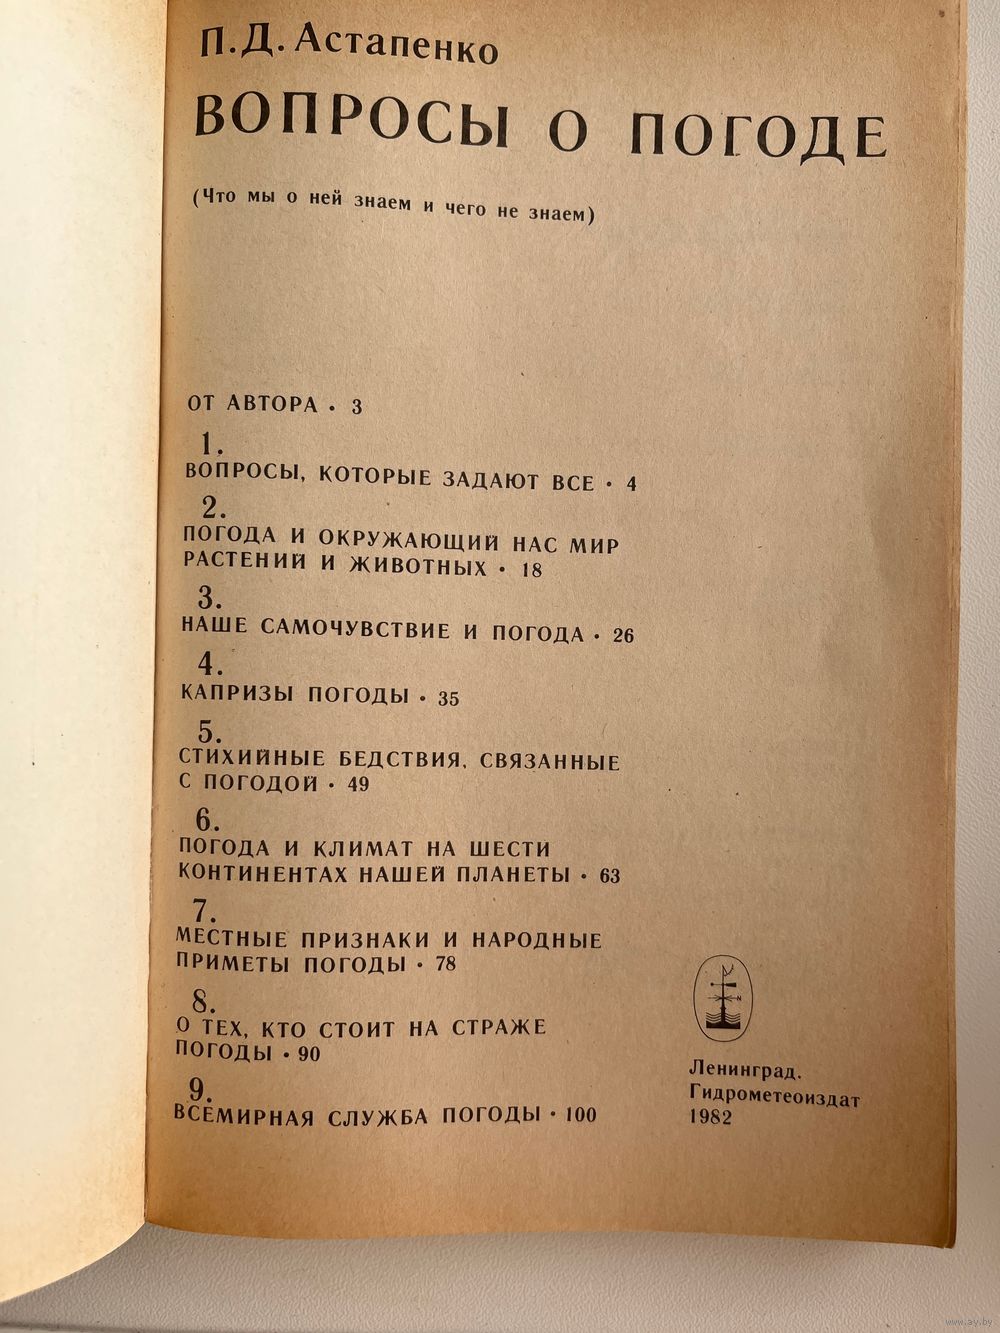 П.Д. Астапенко
ВОПРОСЫ О ПОГОДЕ
(Что мы о ней знаем и чего не знаем)
ОТ АВТОРА • 3
1.
ВОПРОСЫ, КОТОРЫЕ ЗАДАЮТ ВСЕ • 4
2.
ПОГОДА И ОКРУЖАЮЩИЙ НАС МИР
РАСТЕНИЙ И ЖИВОТНЫХ • 18
3.
НАШЕ САМОЧУВСТВИЕ И ПОГОДА • 26
4.
КАПРИЗЫ ПОГОДЫ • 35
5.
СТИХИЙНЫЕ БЕДСТВИЯ, СВЯЗАННЫЕ
С ПОГОДОЙ • 49
6.
ПОГОДА И КЛИМАТ НА ШЕСТИ
КОНТИНЕНТАХ НАШЕЙ ПЛАНЕТЫ • 63
7.
МЕСТНЫЕ ПРИЗНАКИ И НАРОДНЫЕ
ПРИМЕТЫ ПОГОДЫ • 78
8.
О ТЕХ, КТО СТОИТ НА СТРАЖЕ
ПОГОДЫ • 90
9.
ВСЕМИРНАЯ СЛУЖБА ПОГОДЫ • 100
N
Ленинград.
Гидрометеоиздат
1982
www.ay.by